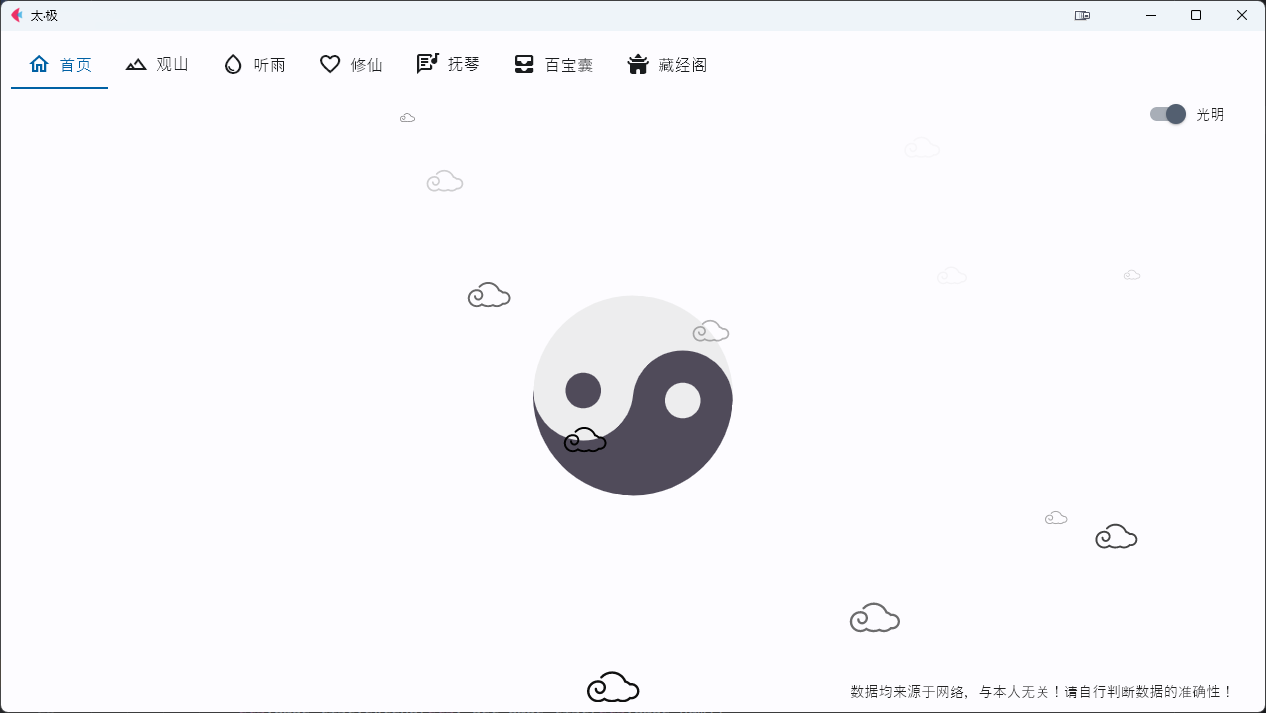 太·极
首页 观山 听雨 修仙 抚琴 百宝囊 藏经阁
光明
数据均来源于网络，与本人无关！请自行判断数据的准确性！